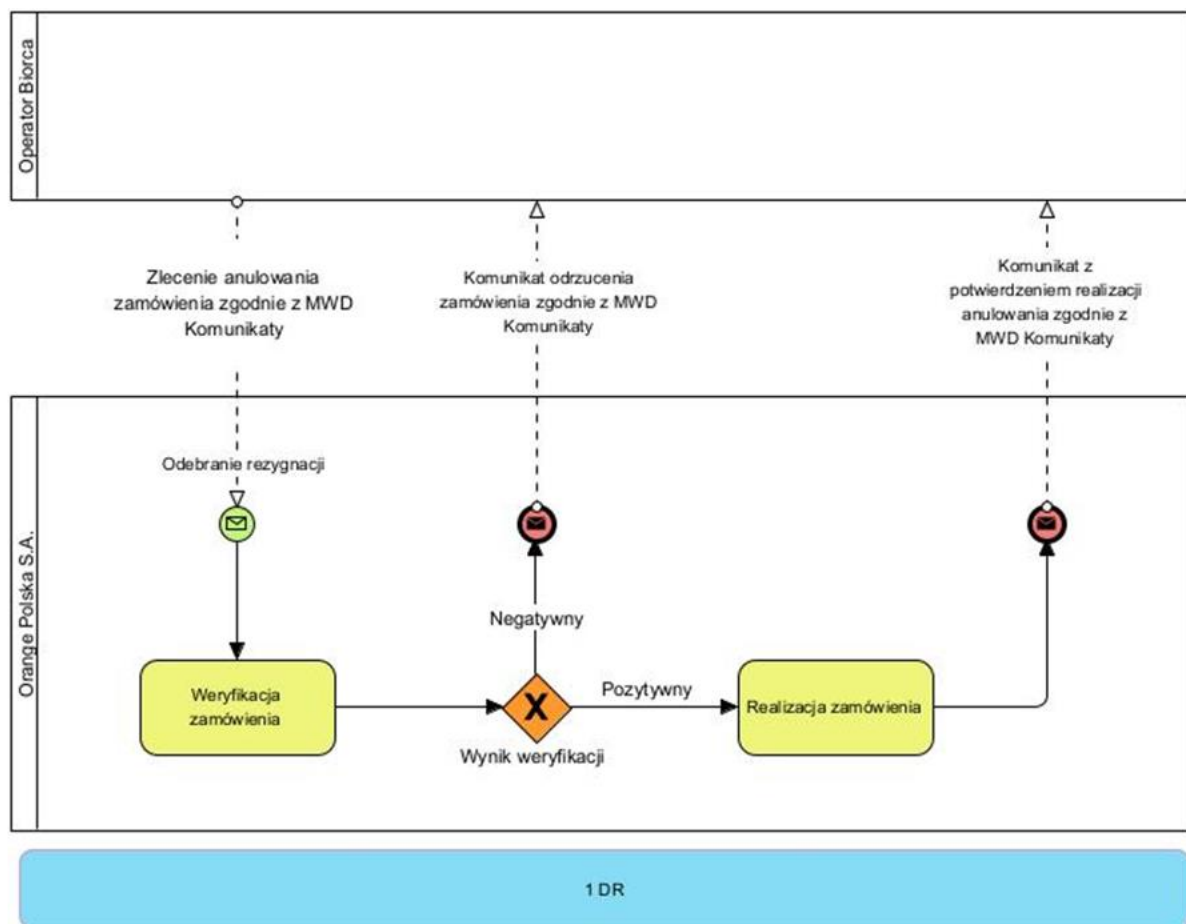 Operator Biorca
Zlecenie anulowania
zamówienia zgodnie z MWD
Komunikaty
Komunikat odrzucenia
zamówienia zgodnie z MWD
Komunikaty
Komunikat z
potwierdzeniem realizacji
anulowania zgodnie z
MWD Komunikaty
Orange Polska S.A.
Odebranie rezygnacji
Negatywny
Weryfikacja
zamówienia
X
Pozytywny
Realizacja zamówienia
Wynik weryfikacji
1 DR